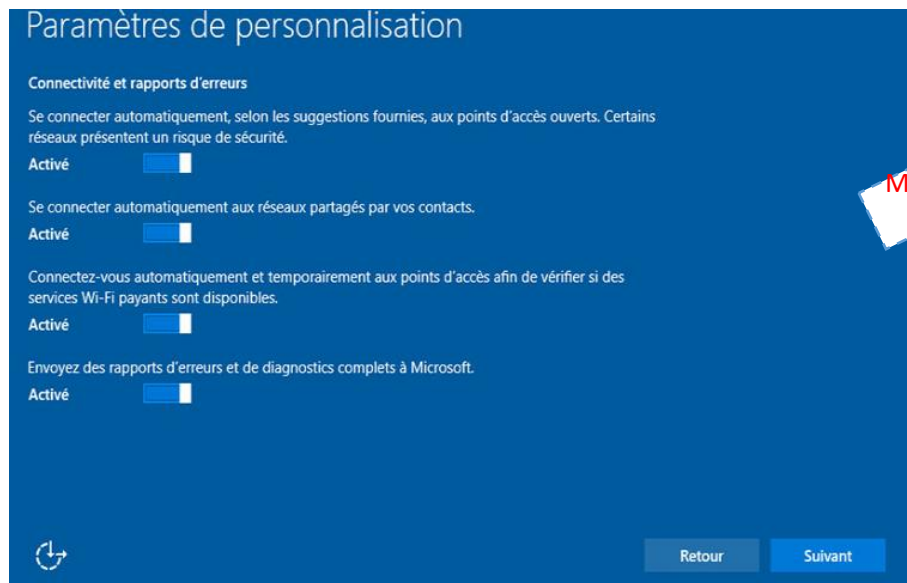 Paramètres de personnalisation
Connectivité et rapports d'erreurs
Se connecter automatiquement, selon les suggestions fournies, aux points d'accès ouverts. Certains
réseaux présentent un risque de sécurité.
Activé
Se connecter automatiquement aux réseaux partagés par vos contacts.
Activé
Connectez-vous automatiquement et temporairement aux points d'accès afin de vérifier si des
services Wi-Fi payants sont disponibles.
Activé
Envoyez des rapports d'erreurs et de diagnostics complets à Microsoft.
Activé
M
Retour Suivant